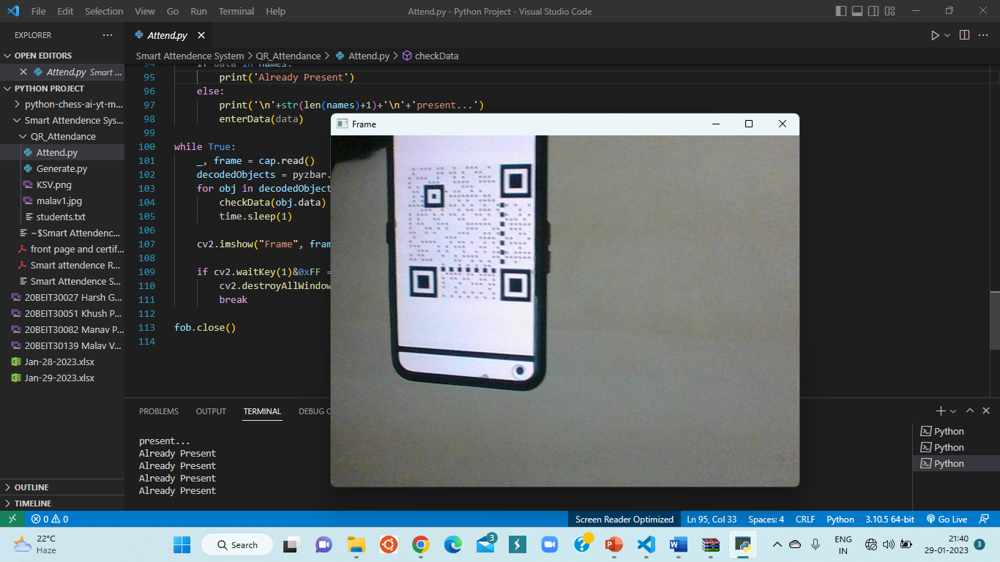 File Edit Selection View Go Run Terminal Help
Attend.py - Python Project - Visual Studio Code
EXPLORER
OPEN EDITORS
Attend.py Smart ...
PYTHON PROJECT
python-chess-ai-yt-m...
Smart Attendence Sys...
QR_Attendance
Attend.py
Generate.py
KSV.png
malav1.jpg
students.txt
~$Smart Attendenc...
front page and certif...
Smart attendence R...
Smart Attendence S...
20BEIT30027 Harsh G...
20BEIT30051 Khush P...
20BEIT30082 Manav P...
20BEIT30139 Malav V...
Jan-28-2023.xlsx
Jan-29-2023.xlsx
OUTLINE
TIMELINE
Attend.py
Smart Attendence System > QR_Attendance > Attend.py > checkData
94 if data in names:
95 print('Already Present')
96 else:
97 print('\n'+str(len(names)+1)+'\n'+'present...')
98 enterData(data)
99
100 while True:
101 _, frame = cap.read()
102 decodedObjects = pyzbar.
103 for obj in decodedObject
104 checkData(obj.data)
105 time.sleep(1)
106
107 cv2.imshow("Frame", fram
108
109 if cv2.waitKey(1)&0xFF =
110 cv2.destroyAllWindow
111 break
112
113 fob.close()
114
Frame
PROBLEMS OUTPUT TERMINAL DEBUG C
present...
Already Present
Already Present
Already Present
Already Present
Python
Python
Python
0 0
Screen Reader Optimized Ln 95, Col 33 Spaces: 4 CRLF Python 3.10.5 64-bit Go Live
22°C
Haze
Search
3
ENG
IN
21:40
29-01-2023
3